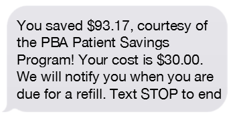 You saved $93.17, courtesy of
the PBA Patient Savings
Program! Your cost is $30.00.
We will notify you when you are
due for a refill. Text STOP to end